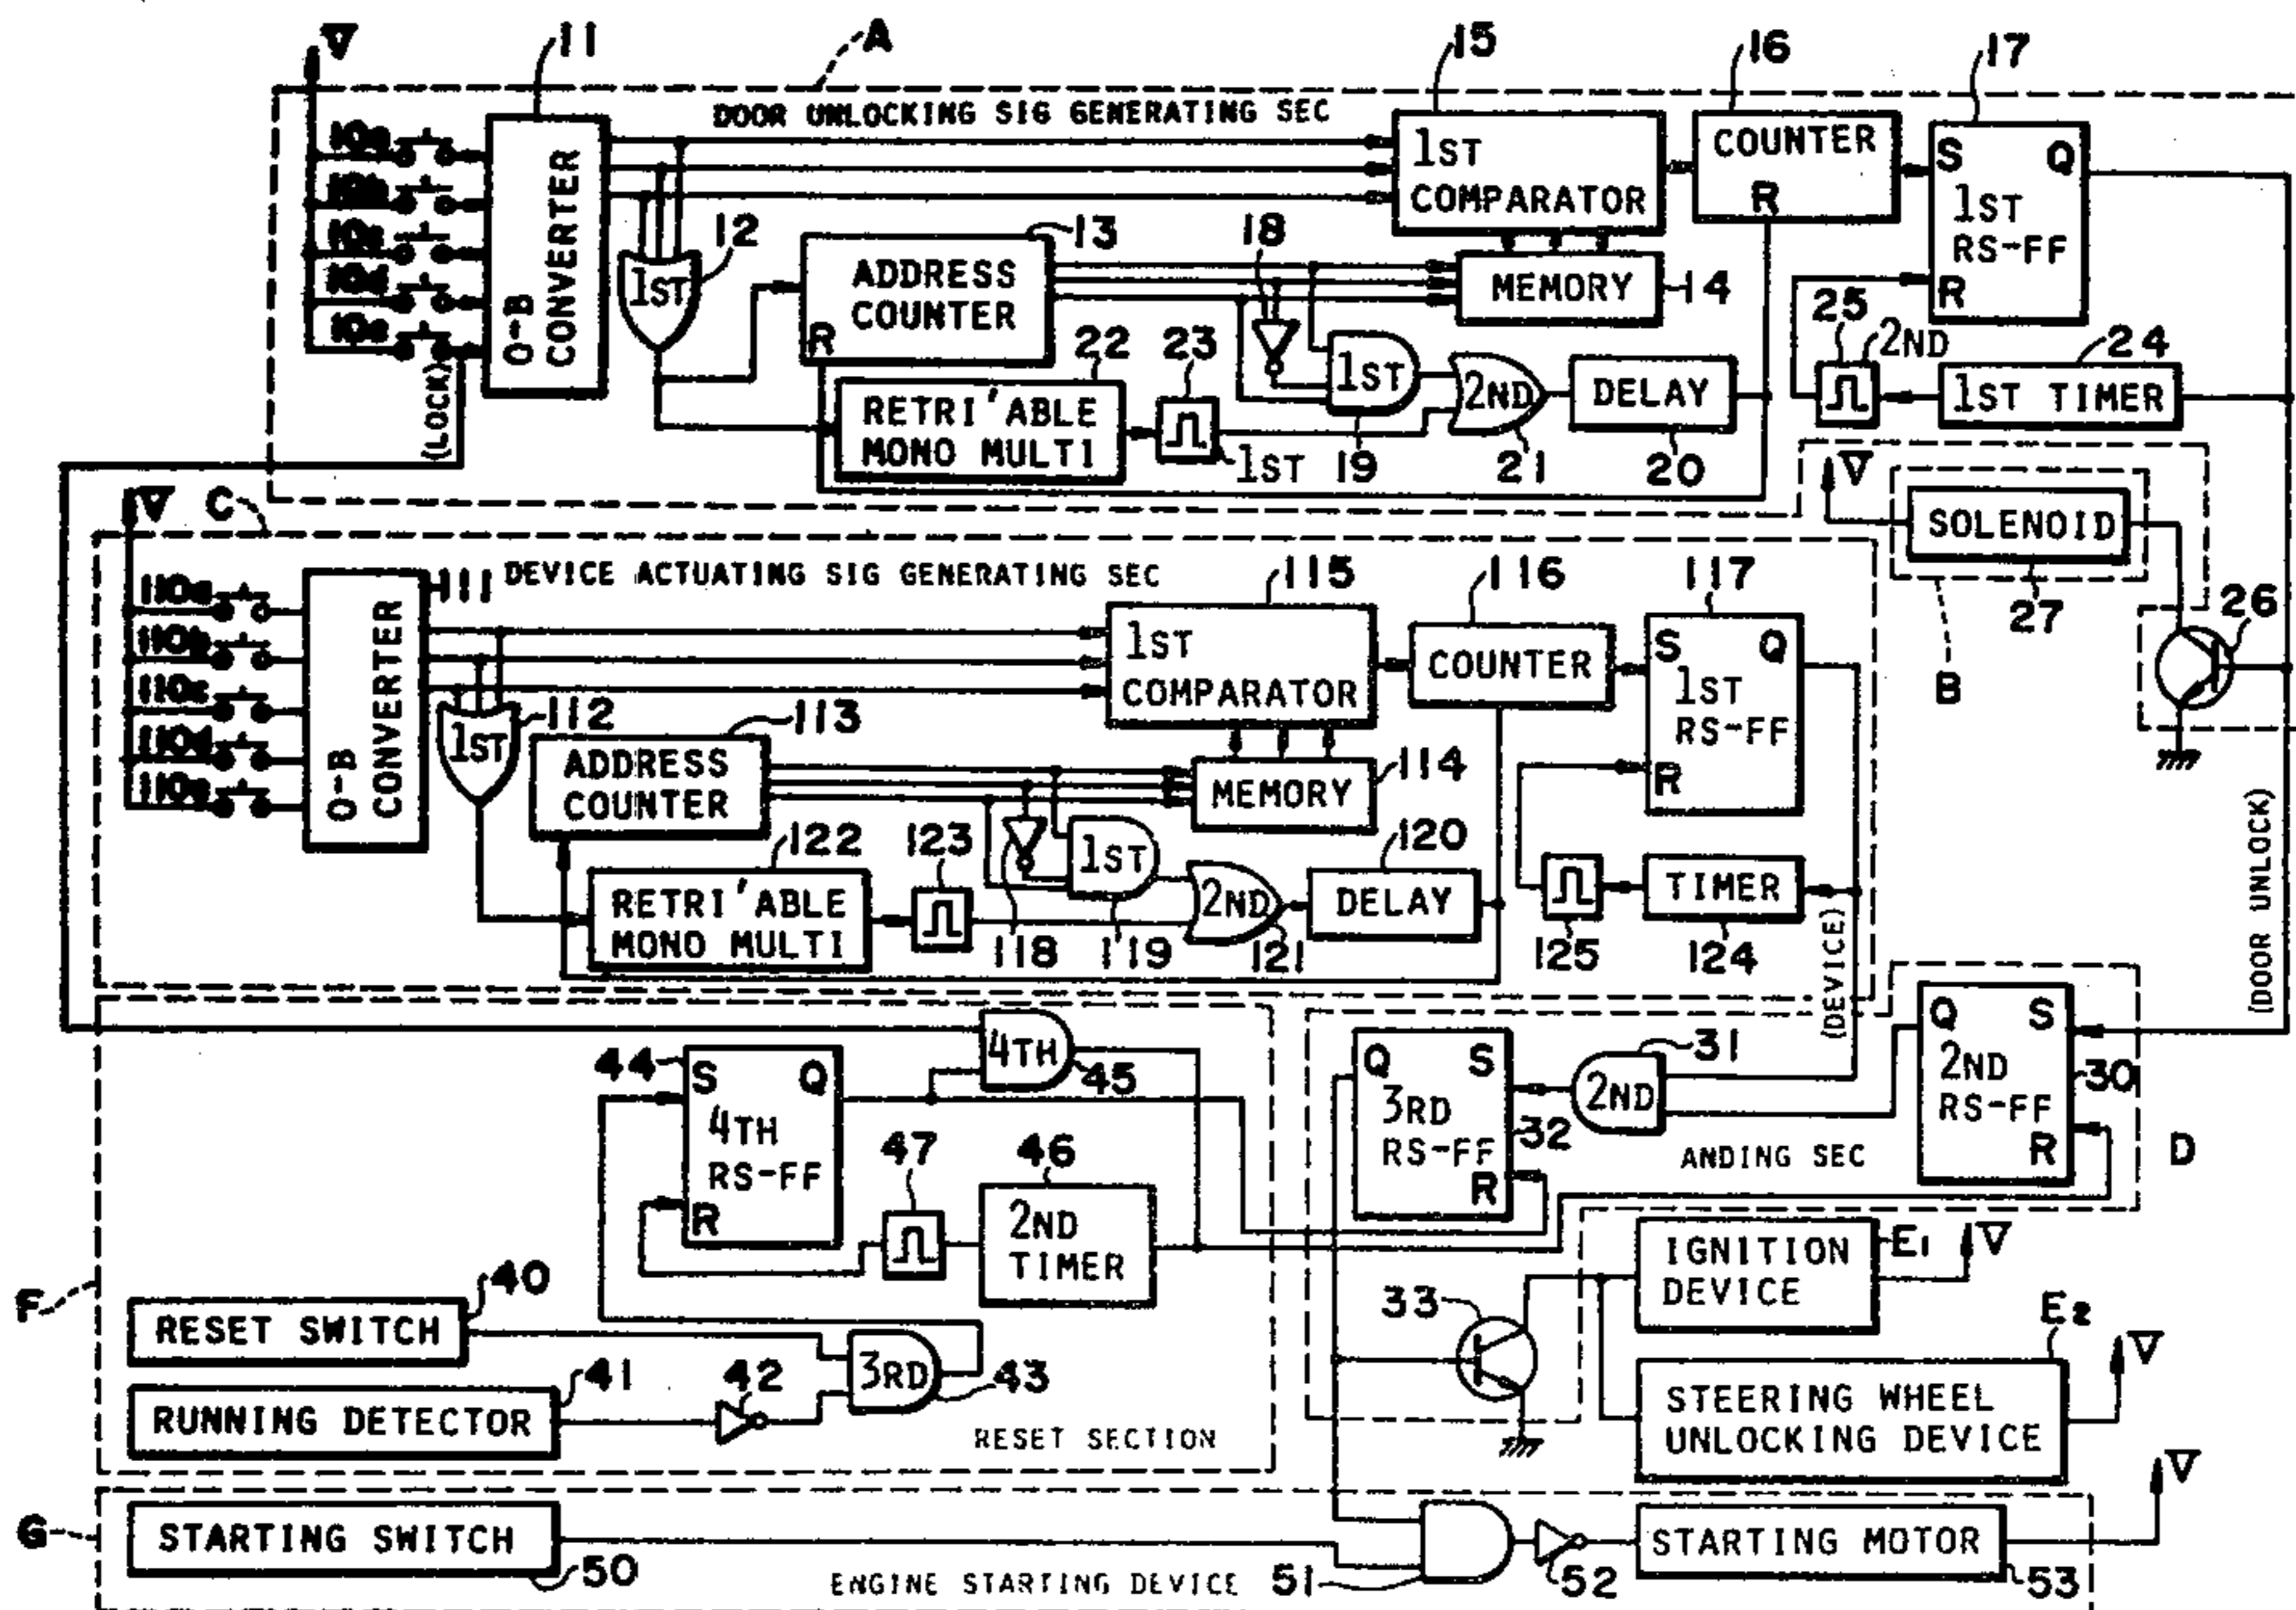 V
11
A
15
16
17
DOOR UNLOCKING SIG GENERATING SEC
10a
10b
10c
10d
10e
O-B CONVERTER
(LOCK)
1ST
12
ADDRESS
COUNTER
R
13
18
1ST
COMPARATOR
MEMORY
14
COUNTER
R
S Q
1ST
RS-FF
R
25
2ND
24
1ST TIMER
22
RETRI'ABLE
MONO MULTI
23
1ST
1ST
19
2ND
21
DELAY
20
V
SOLENOID
27
B
26
V
C
DEVICE ACTUATING SIG GENERATING SEC
111
115
116
117
110a
110b
110c
110d
110e
O-B CONVERTER
1ST
112
113
ADDRESS
COUNTER
1ST
COMPARATOR
MEMORY
114
COUNTER
S Q
1ST
RS-FF
R
122
RETRI'ABLE
MONO MULTI
123
118
1ST
119
2ND
121
120
DELAY
125
TIMER
124
(DEVICE)
(DOOR UNLOCK)
44
S Q
4TH
RS-FF
R
4TH
45
47
46
2ND
TIMER
Q S
3RD
RS-FF
R
32
31
2ND
ANDING SEC
Q S
2ND
RS-FF
R
30
D
F
40
RESET SWITCH
41
RUNNING DETECTOR
42
3RD
43
RESET SECTION
33
IGNITION
DEVICE
E1
V
E2
STEERING WHEEL
UNLOCKING DEVICE
V
G
STARTING SWITCH
50
ENGINE STARTING DEVICE
51
52
STARTING MOTOR
53
V